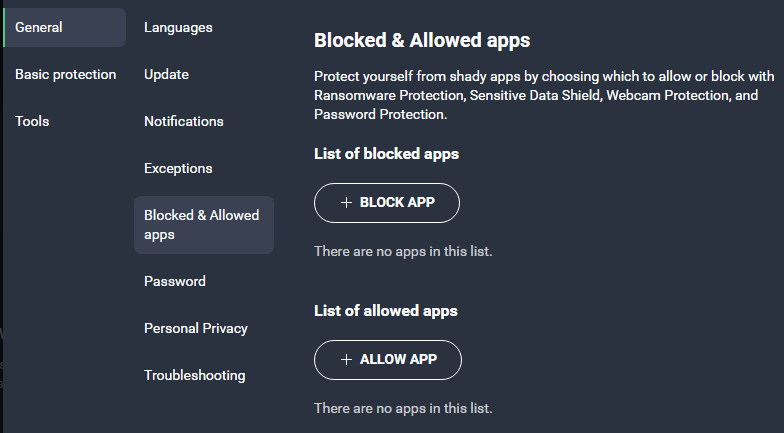 General
Basic protection
Tools
Languages
Update
Notifications
Exceptions
Blocked & Allowed
apps
Password
Personal Privacy
Troubleshooting
Blocked & Allowed apps
Protect yourself from shady apps by choosing which to allow or block with
Ransomware Protection, Sensitive Data Shield, Webcam Protection, and
Password Protection.
List of blocked apps
+ BLOCK APP
There are no apps in this list.
List of allowed apps
+ ALLOW APP
There are no apps in this list.